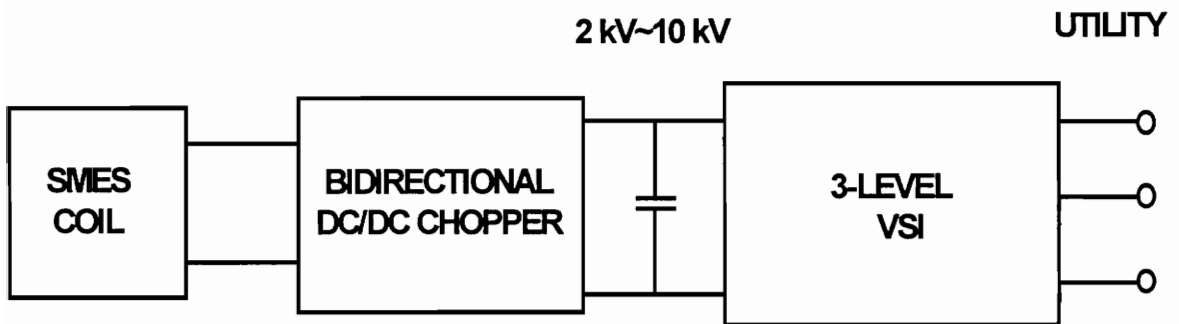 2 kV~10 kV
UTILITY
SMES
COIL
BIDIRECTIONAL
DC/DC CHOPPER
3-LEVEL
VSI